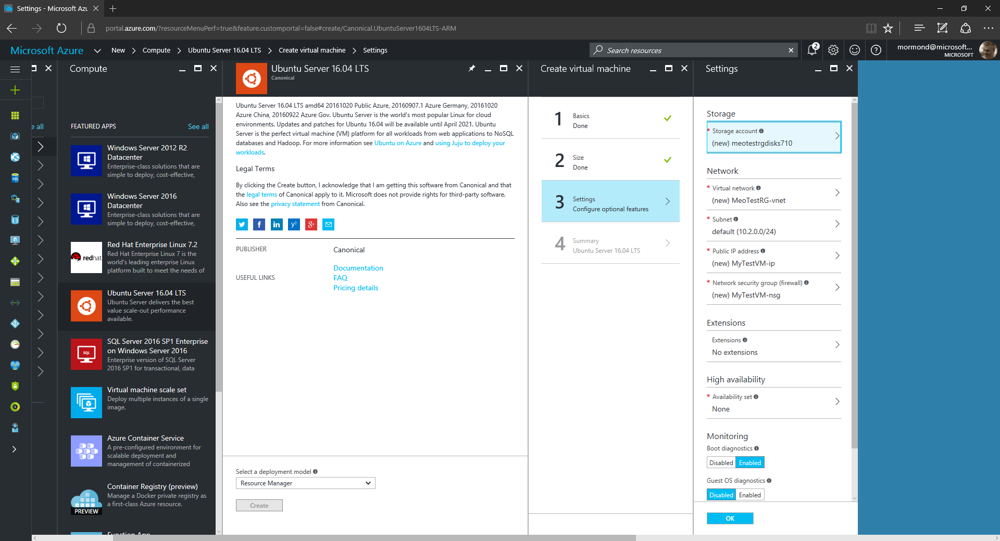 Settings - Microsoft Azu
portal.azure.com/?resourceMenuPerf=true&feature.customportal=false#create/Canonical.UbuntuServer1604LTS-ARM
Microsoft Azure
New
Compute
Ubuntu Server 16.04 LTS
Create virtual machine
Settings
Search resources
2
mormond@microsoft...
MICROSOFT
e all
Compute
FEATURED APPS
See all
Windows Server 2012 R2
Datacenter
Enterprise-class solutions that are
simple to deploy, cost-effective,
Windows Server 2016
Datacenter
Enterprise-class solutions that are
simple to deploy, cost-effective,
redhat
Red Hat Enterprise Linux 7.2
Red Hat Enterprise Linux 7 is the
world's leading enterprise Linux
platform built to meet the needs of
Ubuntu Server 16.04 LTS
Ubuntu Server delivers the best
value scale-out performance
available.
SQL
SQL Server 2016 SP1 Enterprise
on Windows Server 2016
Enterprise version of SQL Server
2016 SP1 for transactional, data
Virtual machine scale set
Deploy multiple instances of a single
image.
Azure Container Service
A pre-configured environment for
scalable deployment and
management of containerized
PREVIEW
Container Registry (preview)
Manage a Docker private registry as
a first-class Azure resource.
Function App
Ubuntu Server 16.04 LTS
Canonical
Ubuntu Server 16.04 LTS amd64 20161020 Public Azure, 20160907.1 Azure Germany, 20161020
Azure China, 20160922 Azure Gov. Ubuntu Server is the world's most popular Linux for cloud
environments. Updates and patches for Ubuntu 16.04 will be available until April 2021. Ubuntu
Server is the perfect virtual machine (VM) platform for all workloads from web applications to NoSQL
databases and Hadoop. For more information see Ubuntu on Azure and using Juju to deploy your
workloads.
Legal Terms
By clicking the Create button, I acknowledge that I am getting this software from Canonical and that
the legal terms of Canonical apply to it. Microsoft does not provide rights for third-party software.
Also see the privacy statement from Canonical.
PUBLISHER
Canonical
USEFUL LINKS
Documentation
FAQ
Pricing details
Select a deployment model
Resource Manager
Create
Create virtual machine
1
Basics
Done
2
Size
Done
3
Settings
Configure optional features
4
Summary
Ubuntu Server 16.04 LTS
Settings
Storage
* Storage account
(new) meotestrgdisks710
Network
* Virtual network
(new) MeoTestRG-vnet
* Subnet
default (10.2.0.0/24)
* Public IP address
(new) MyTestVM-ip
* Network security group (firewall)
(new) MyTestVM-nsg
Extensions
Extensions
No extensions
High availability
* Availability set
None
Monitoring
Boot diagnostics
Disabled Enabled
Guest OS diagnostics
Disabled Enabled
OK